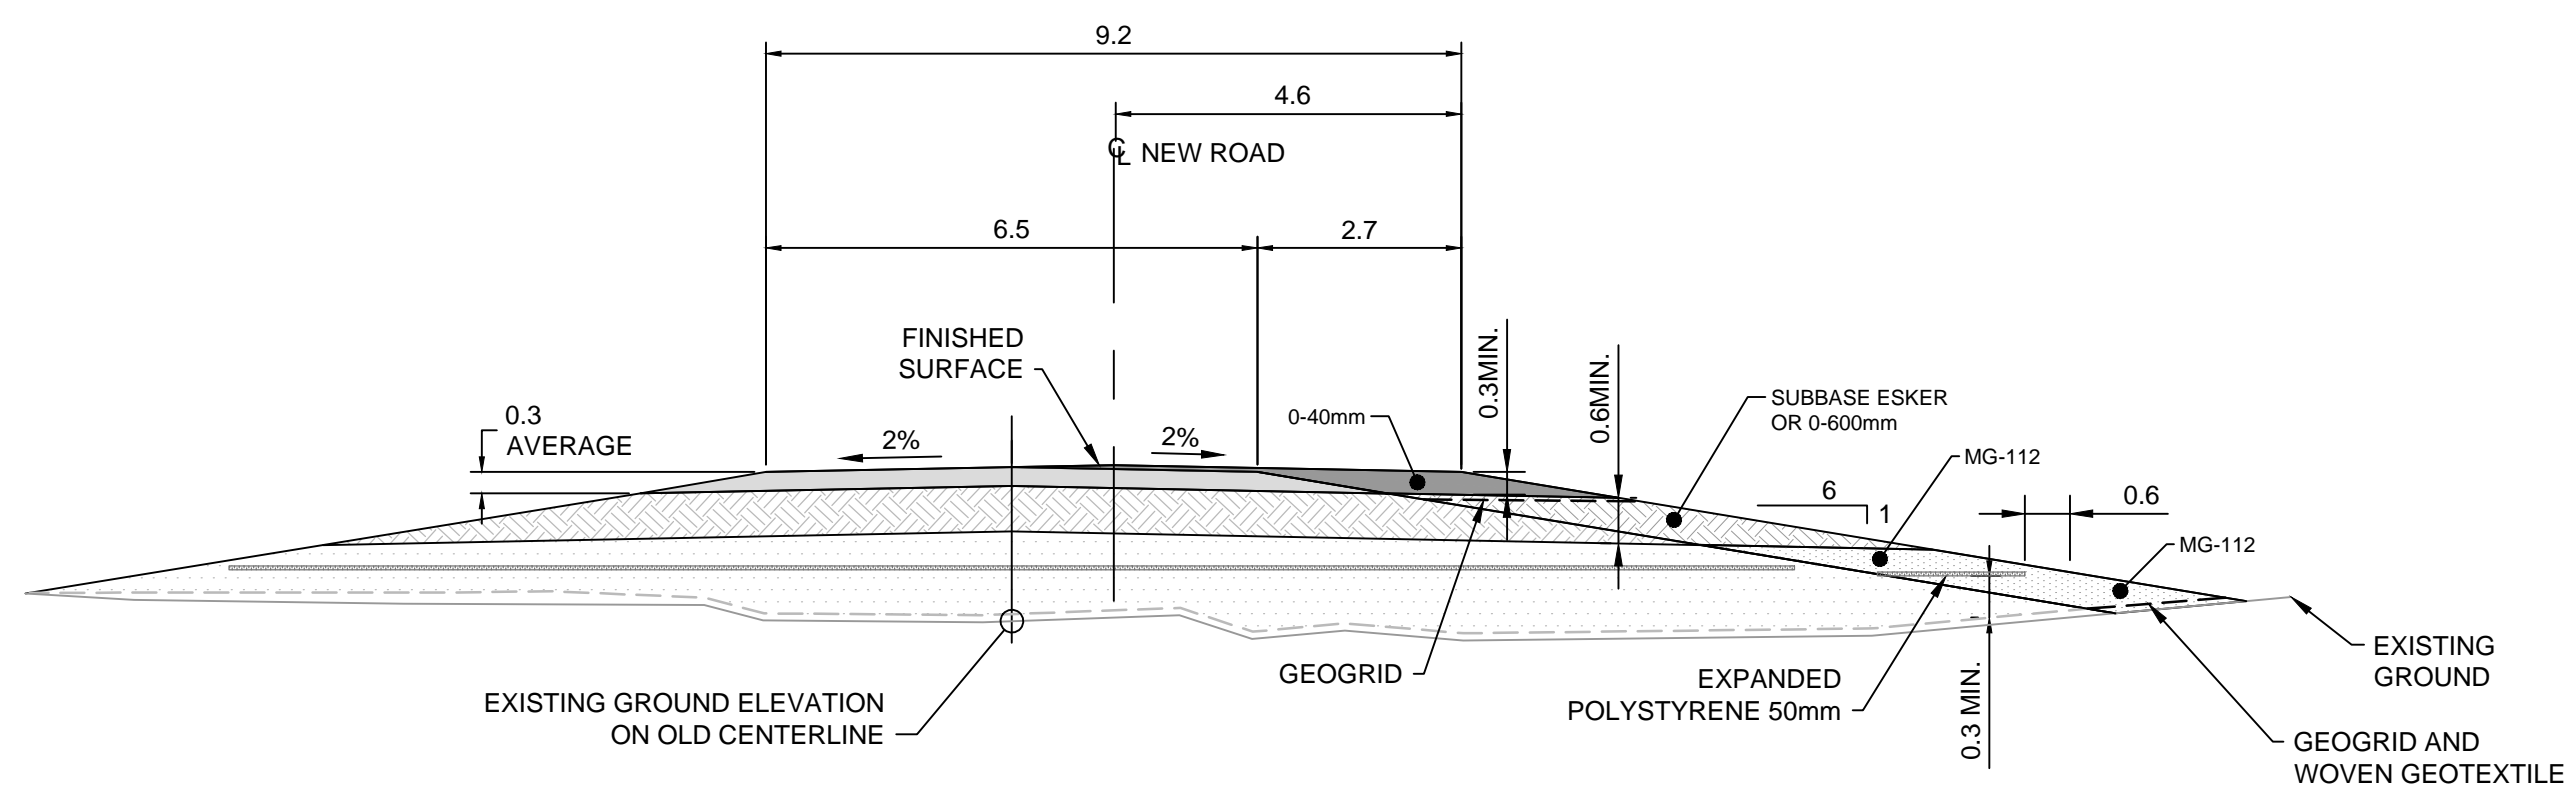 9.2
4.6
℄ NEW ROAD
6.5
2.7
FINISHED
SURFACE
0.3MIN.
0.6MIN.
SUBBASE ESKER
OR 0-600mm
0-40mm
0.3
AVERAGE
2%
2%
MG-112
6
1
0.6
MG-112
EXISTING
GROUND
GEOGRID
EXPANDED
POLYSTYRENE 50mm
0.3 MIN.
EXISTING GROUND ELEVATION
ON OLD CENTERLINE
GEOGRID AND
WOVEN GEOTEXTILE